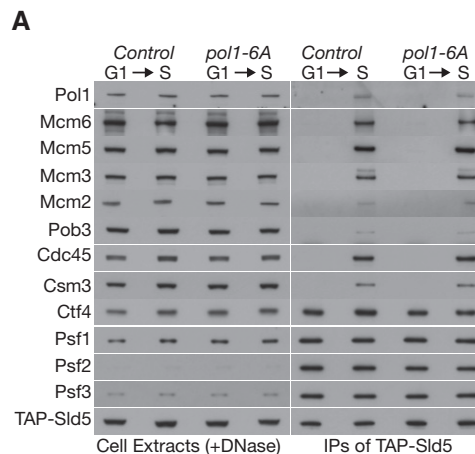 A
Control pol1-6A Control pol1-6A
G1 → S G1 → S G1 → S G1 → S
Pol1
Mcm6
Mcm5
Mcm3
Mcm2
Pob3
Cdc45
Csm3
Ctf4
Psf1
Psf2
Psf3
TAP-Sld5
Cell Extracts (+DNase) IPs of TAP-Sld5